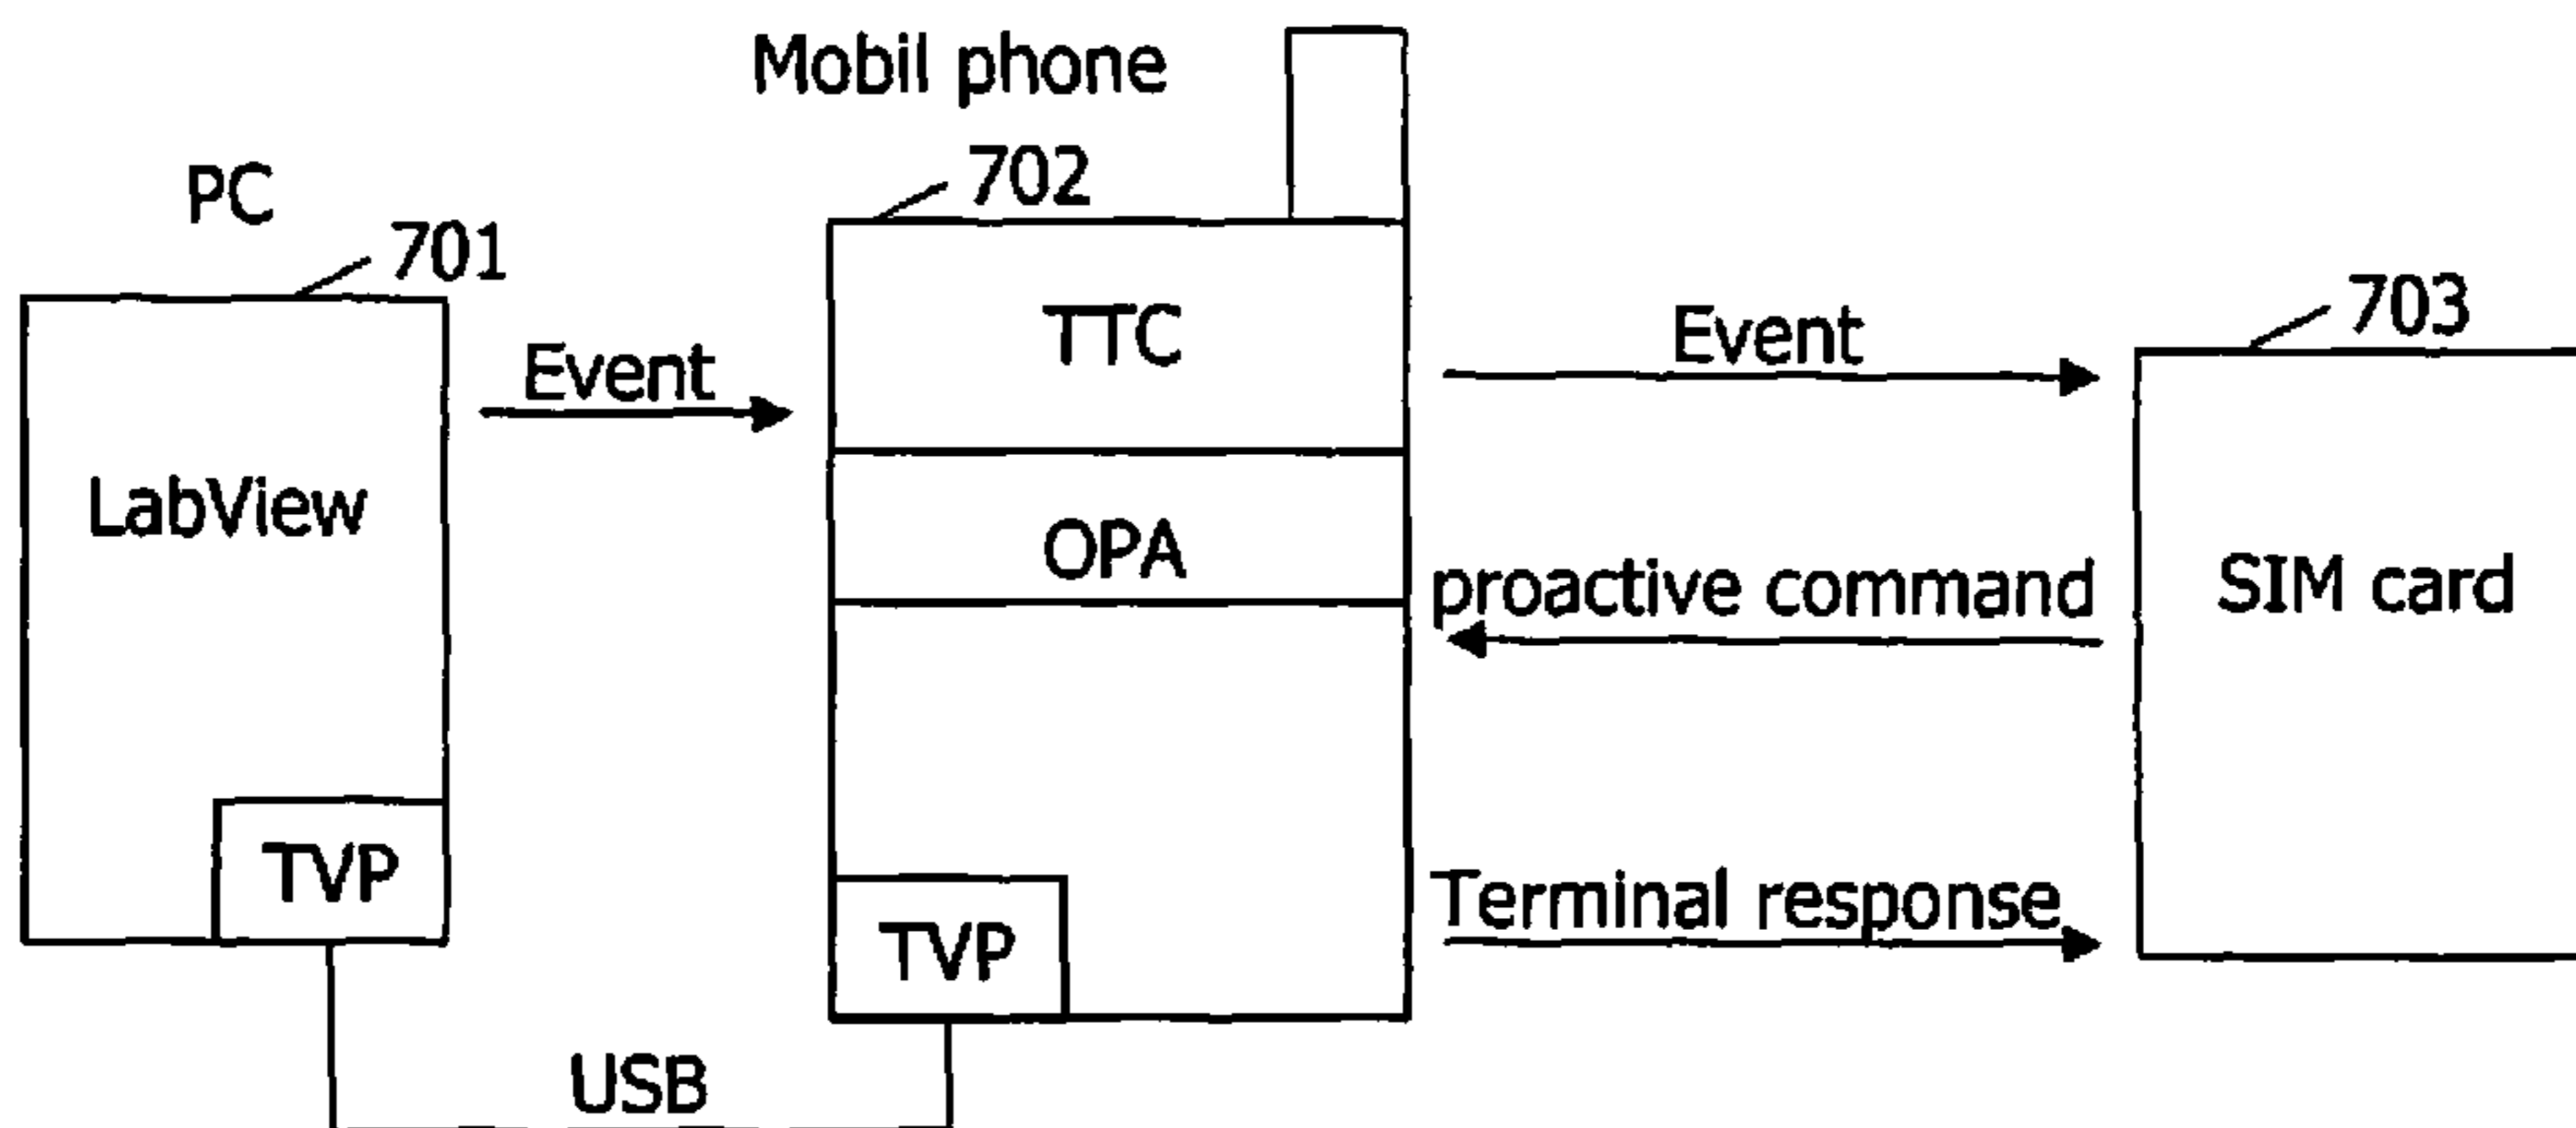 Mobil phone
702
PC
701
703
TTC
Event
Event
LabView
OPA
proactive command
SIM card
TVP
Terminal response
TVP
USB